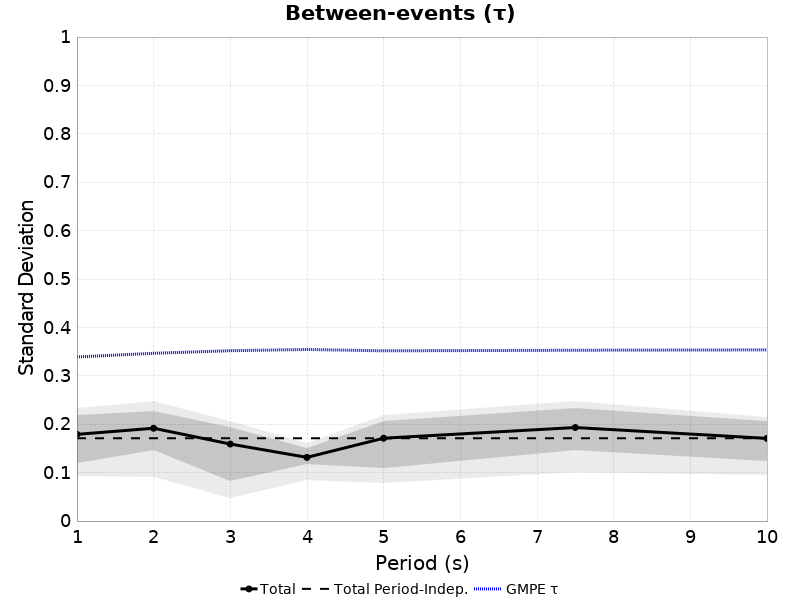 Between-events (τ)
Standard Deviation
1
0.9
0.8
0.7
0.6
0.5
0.4
0.3
0.2
0.1
0
1 2 3 4 5 6 7 8 9 10
Period (s)
Total Total Period-Indep. GMPE τ